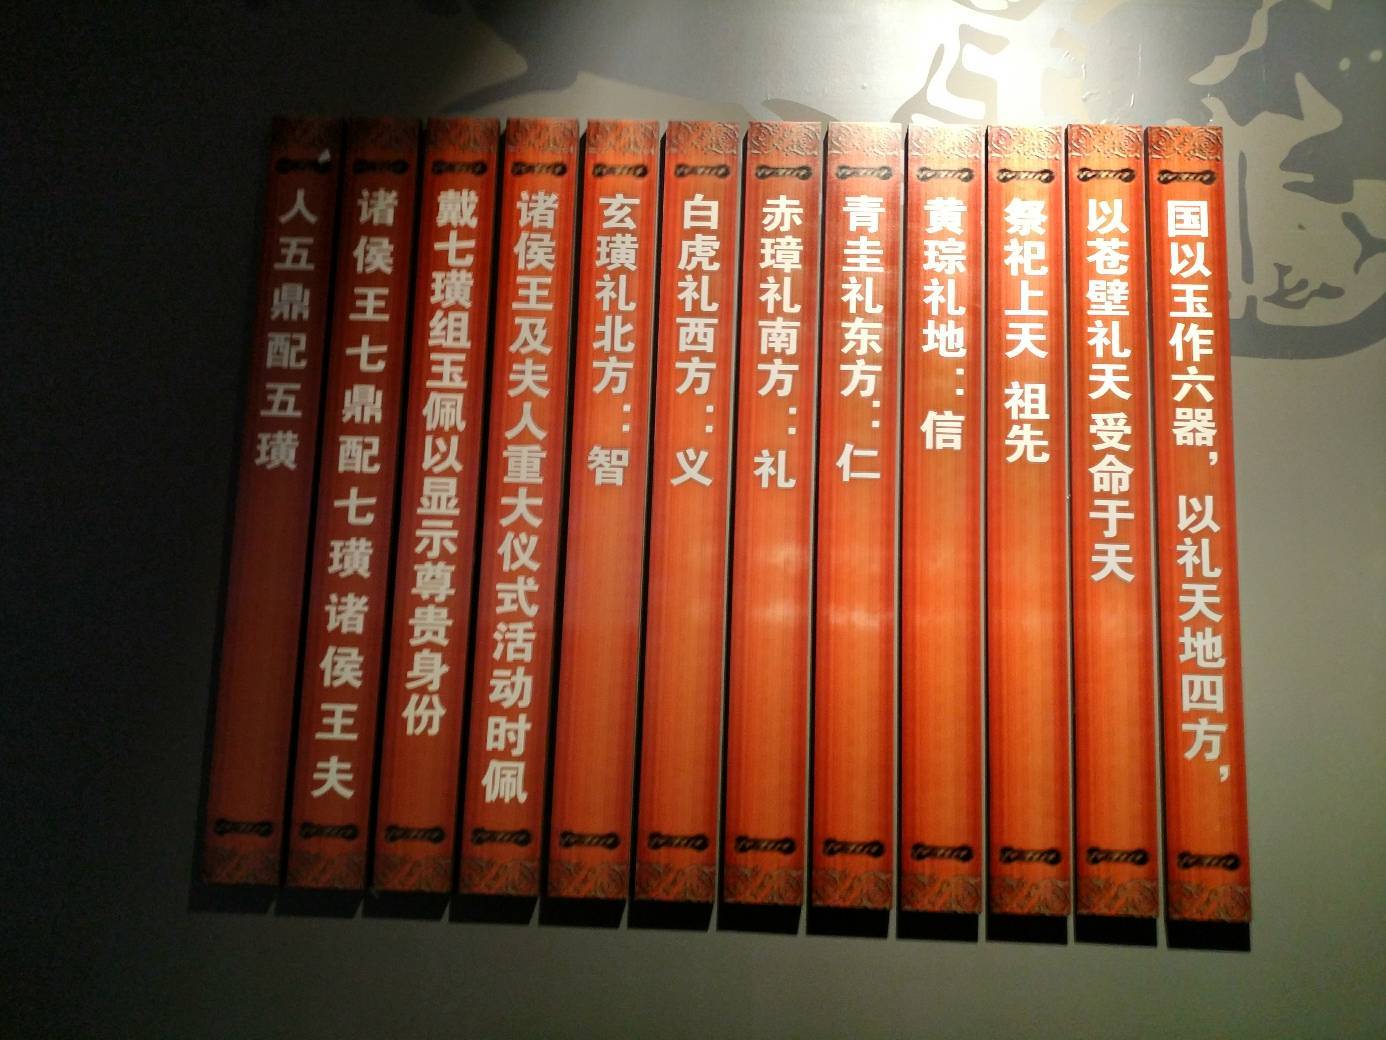 国以玉作六器，以礼天地四方，
以苍璧礼天 受命于天
祭祀上天 祖先
黄琮礼地：信
青圭礼东方：仁
赤璋礼南方：礼
白虎礼西方：义
玄璜礼北方：智
诸侯王及夫人重大仪式活动时佩
戴七璜组玉佩以显示尊贵身份
诸侯王七鼎配七璜诸侯王夫
人五鼎配五璜